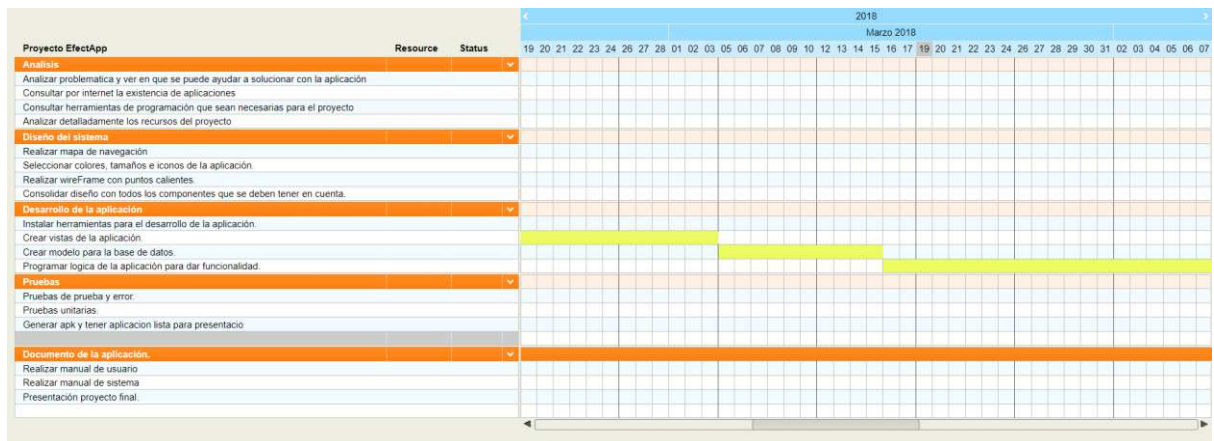 2018
Marzo 2018
Proyecto EfectApp Resource Status 19 20 21 22 23 24 26 27 28 01 02 03 05 06 07 08 09 10 12 13 14 15 16 17 19 20 21 22 23 24 26 27 28 29 30 31 02 03 04 05 06 07
Analisis
Analizar problematica y ver en que se puede ayudar a solucionar con la aplicación
Consultar por internet la existencia de aplicaciones
Consultar herramientas de programación que sean necesarias para el proyecto
Analizar detalladamente los recursos del proyecto
Diseño del sistema
Realizar mapa de navegación
Seleccionar colores, tamaños e iconos de la aplicación.
Realizar wireFrame con puntos calientes.
Consolidar diseño con todos los componentes que se deben tener en cuenta.
Desarrollo de la aplicación
Instalar herramientas para el desarrollo de la aplicación.
Crear vistas de la aplicación.
Crear modelo para la base de datos.
Programar logica de la aplicación para dar funcionalidad.
Pruebas
Pruebas de prueba y error.
Pruebas unitarias.
Generar apk y tener aplicacion lista para presentacio
Documento de la aplicación.
Realizar manual de usuario
Realizar manual de sistema
Presentación proyecto final.